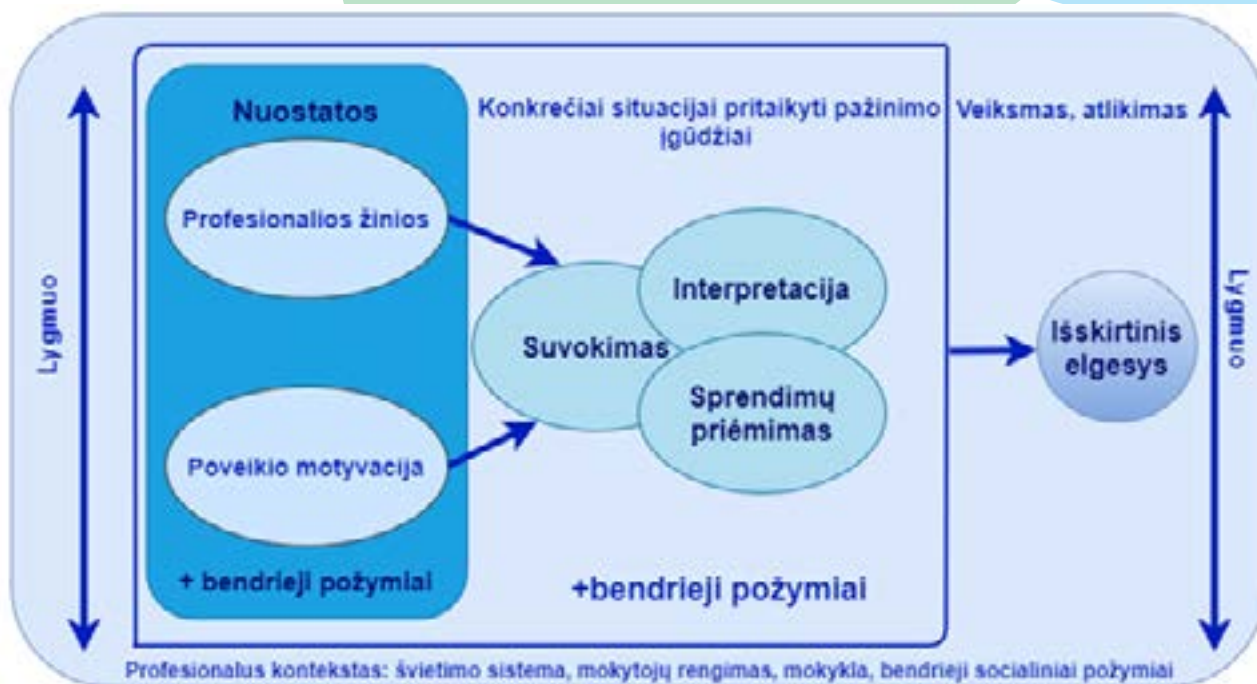 Lygmuo
Nuostatos
Profesionalios žinios
Poveikio motyvacija
+ bendrieji požymiai
Konkrečiai situacijai pritaikyti pažinimo
įgūdžiai
Suvokimas
Interpretacija
Sprendimų
priėmimas
+bendrieji požymiai
Veiksmas, atlikimas
Išskirtinis
elgesys
Lygmuo
Profesionalus kontekstas: švietimo sistema, mokytojų rengimas, mokykla, bendrieji socialiniai požymiai